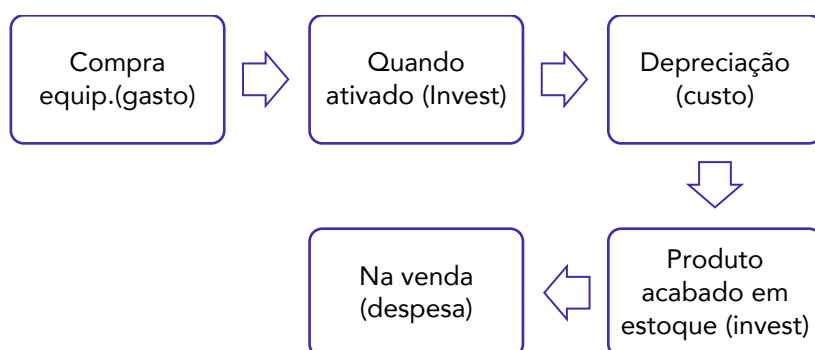 Compra
equip.(gasto)
Quando
ativado (Invest)
Depreciação
(custo)
Produto
acabado em
estoque (invest)
Na venda
(despesa)